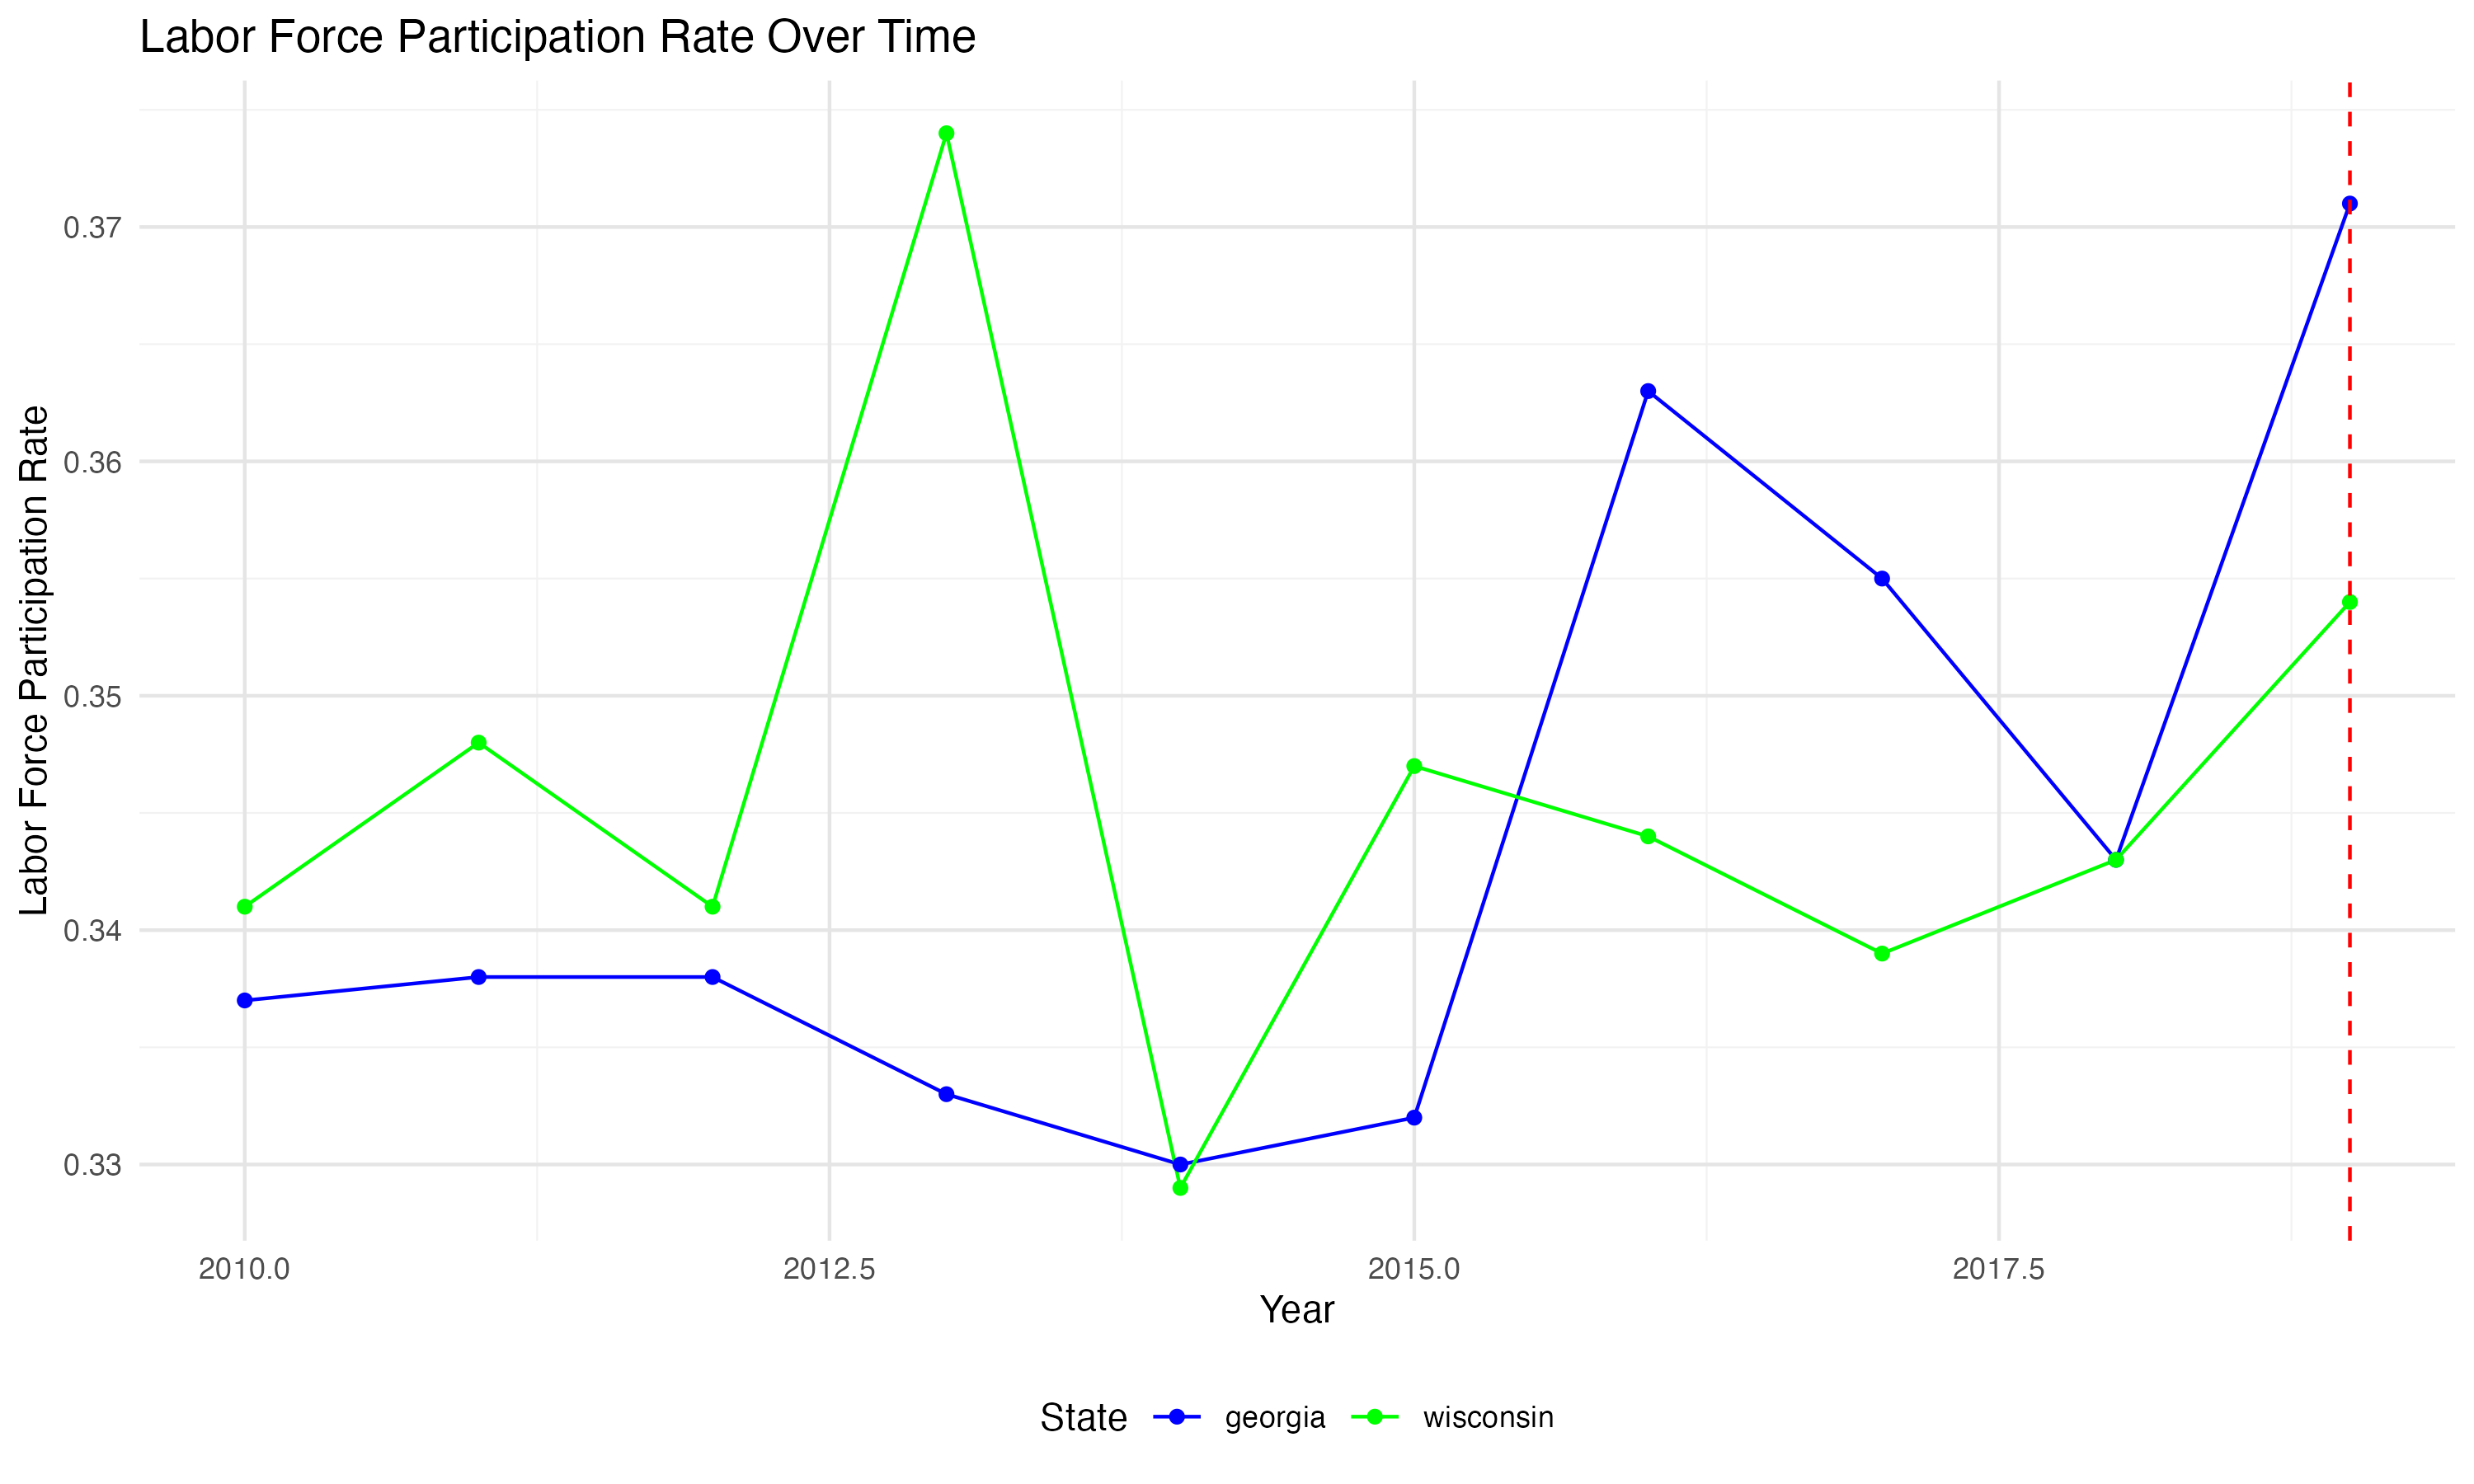 Labor Force Participation Rate Over Time
Labor Force Participation Rate
0.37
0.36
0.35
0.34
0.33
2010.0 2012.5 2015.0 2017.5
Year
State georgia wisconsin